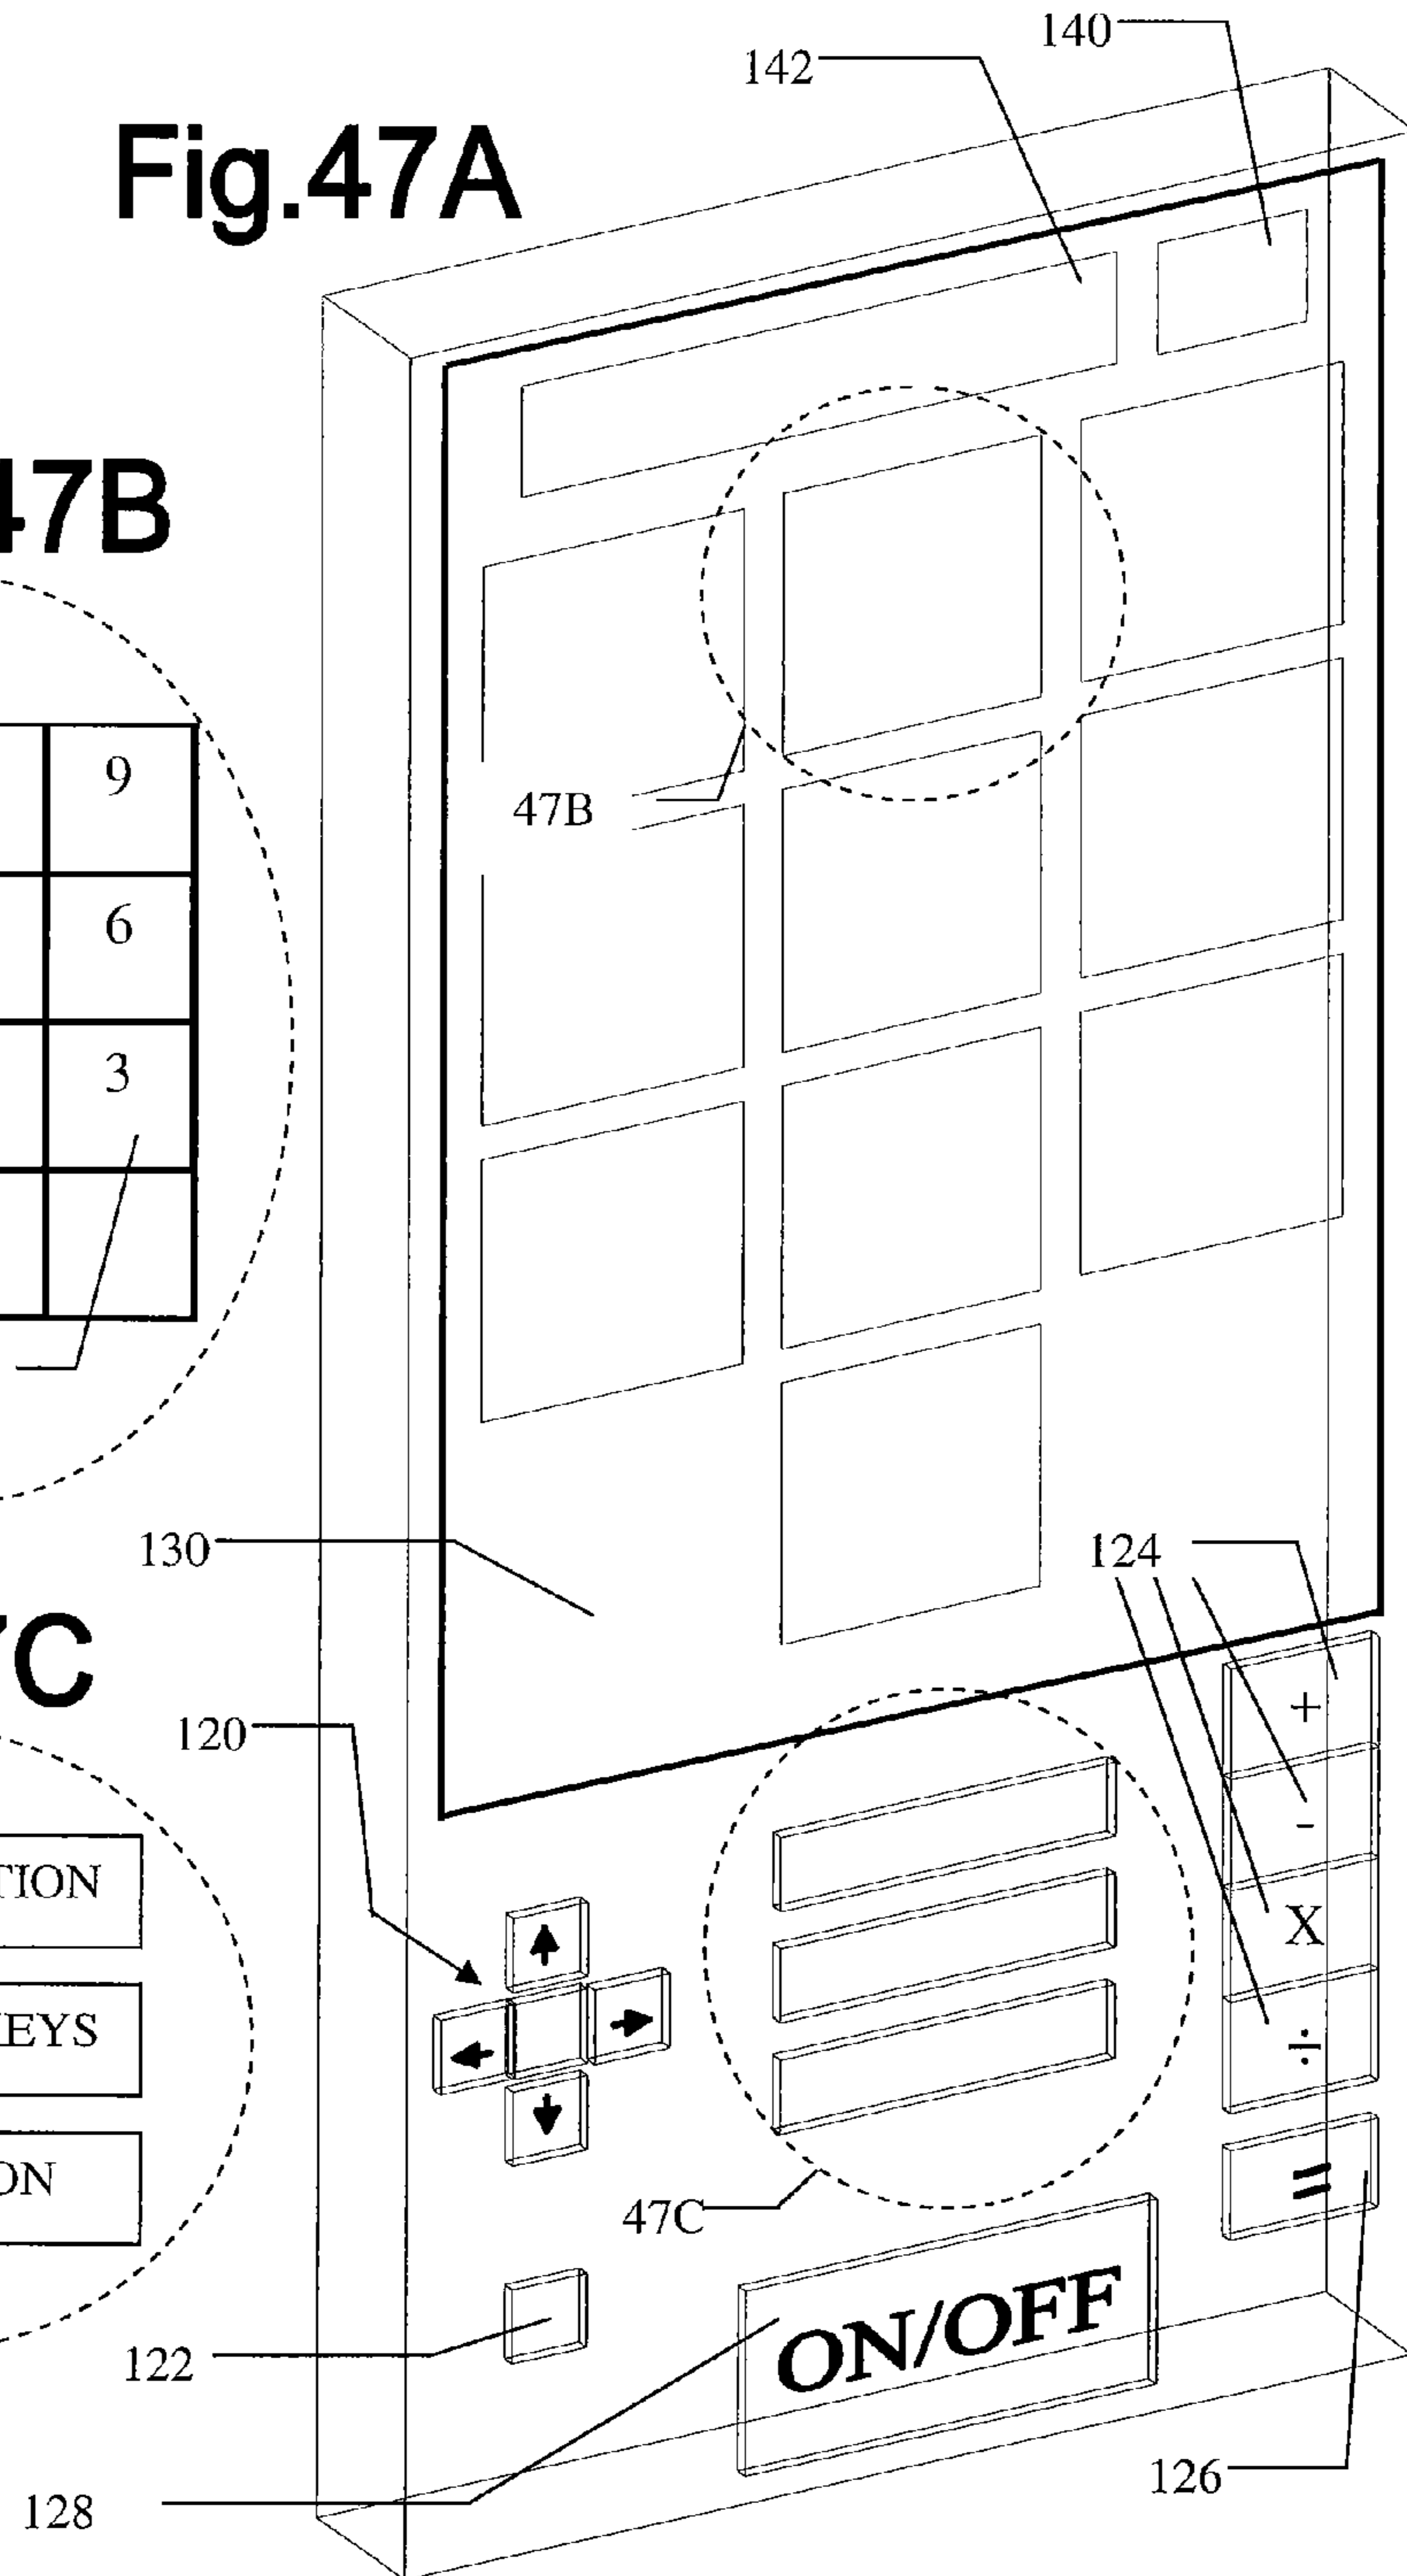 140
142
Fig.47A
47B
9
47B
6
3
130
124
7C
120
+
-
TION
X
EYS
÷
ON
=
47C
122
ON/OFF
126
128